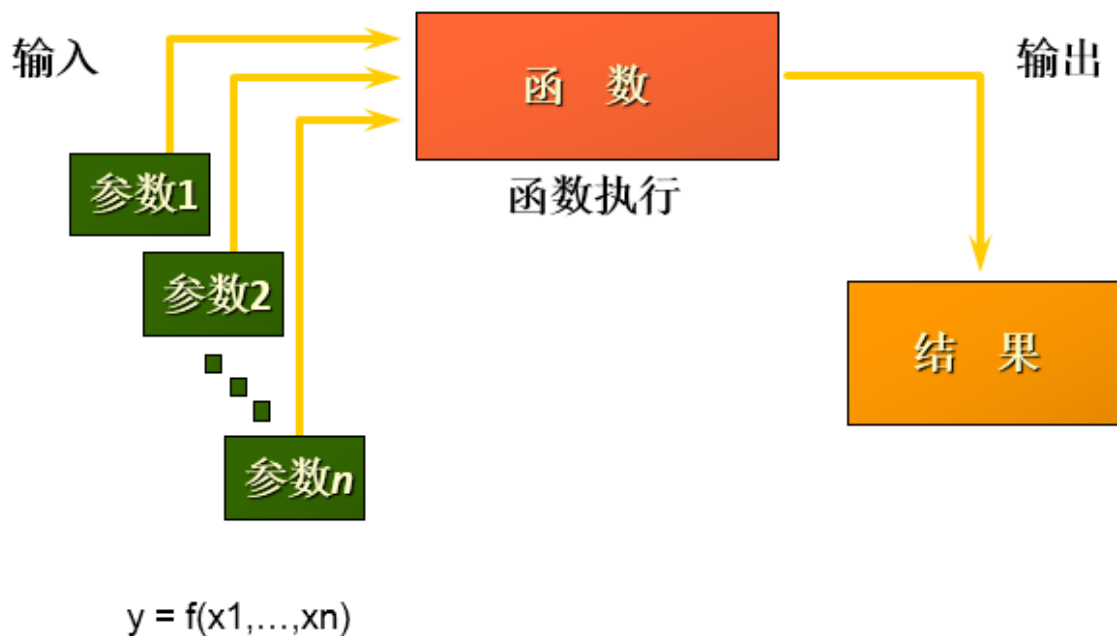 输入
函 数
输出
参数1
函数执行
参数2
结 果
参数n
y = f(x1,...,xn)